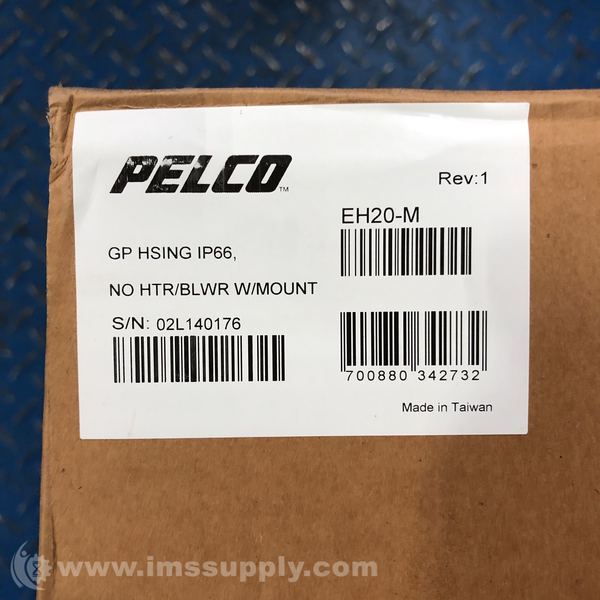 PELCO™
Rev:1
EH20-M
GP HSING IP66,
NO HTR/BLWR W/MOUNT
S/N: 02L140176
700880 342732
Made in Taiwan
www.imssupply.com